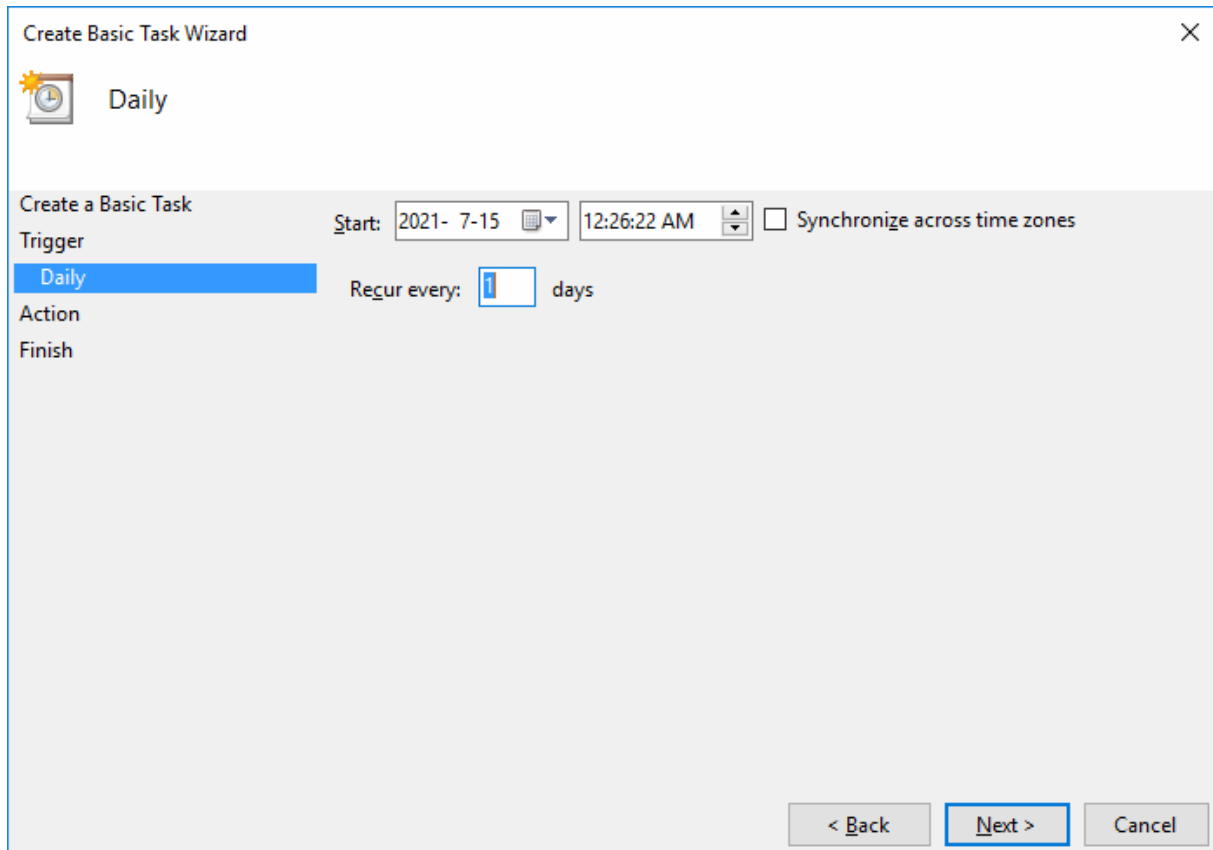 Create Basic Task Wizard
Daily
Create a Basic Task
Trigger
Daily
Action
Finish
Start: 2021- 7-15 12:26:22 AM Synchronize across time zones
Recur every: 1 days
< Back Next > Cancel